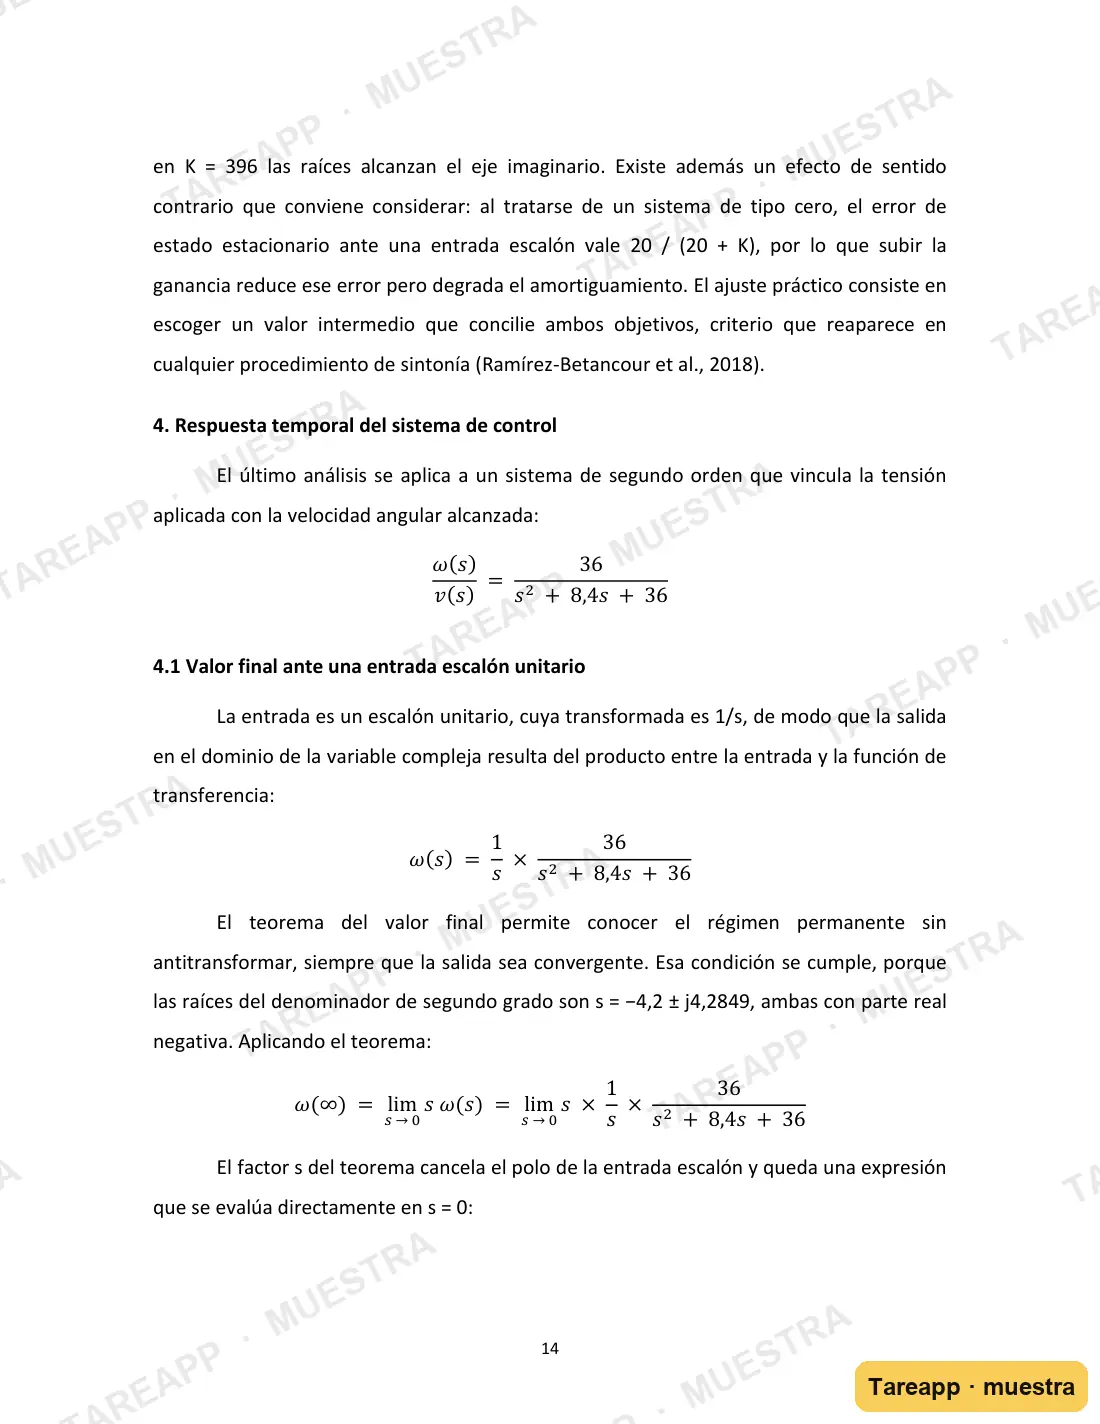 en K = 396 las raíces alcanzan el eje imaginario. Existe además un efecto de sentido
contrario que conviene considerar: al tratarse de un sistema de tipo cero, el error de
estado estacionario ante una entrada escalón vale 20 / (20 + K), por lo que subir la
ganancia reduce ese error pero degrada el amortiguamiento. El ajuste práctico consiste en
escoger un valor intermedio que concilie ambos objetivos, criterio que reaparece en
cualquier procedimiento de sintonía (Ramírez-Betancour et al., 2018).
4. Respuesta temporal del sistema de control
El último análisis se aplica a un sistema de segundo orden que vincula la tensión
aplicada con la velocidad angular alcanzada:
ω(s)/v(s) = 36/(s² + 8,4s + 36)
4.1 Valor final ante una entrada escalón unitario
La entrada es un escalón unitario, cuya transformada es 1/s, de modo que la salida
en el dominio de la variable compleja resulta del producto entre la entrada y la función de
transferencia:
ω(s) = 1/s × 36/(s² + 8,4s + 36)
El teorema del valor final permite conocer el régimen permanente sin
antitransformar, siempre que la salida sea convergente. Esa condición se cumple, porque
las raíces del denominador de segundo grado son s = −4,2 ± j4,2849, ambas con parte real
negativa. Aplicando el teorema:
ω(∞) = lim s→0 s ω(s) = lim s→0 s × 1/s × 36/(s² + 8,4s + 36)
El factor s del teorema cancela el polo de la entrada escalón y queda una expresión
que se evalúa directamente en s = 0:
14
Tareapp · muestra
TAREAPP · MUESTRA